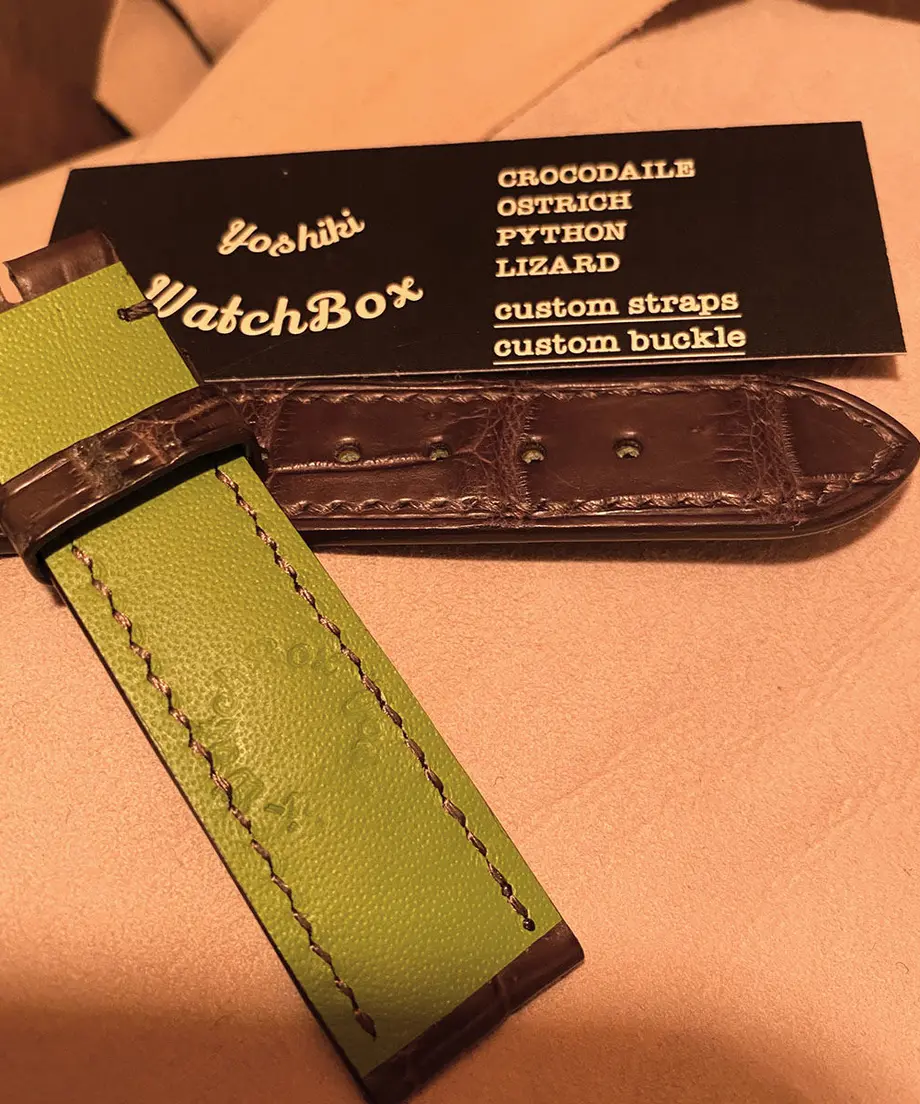 Yoshiki
WatchBox
CROCODAILE
OSTRICH
PYTHON
LIZARD
custom straps
custom buckle